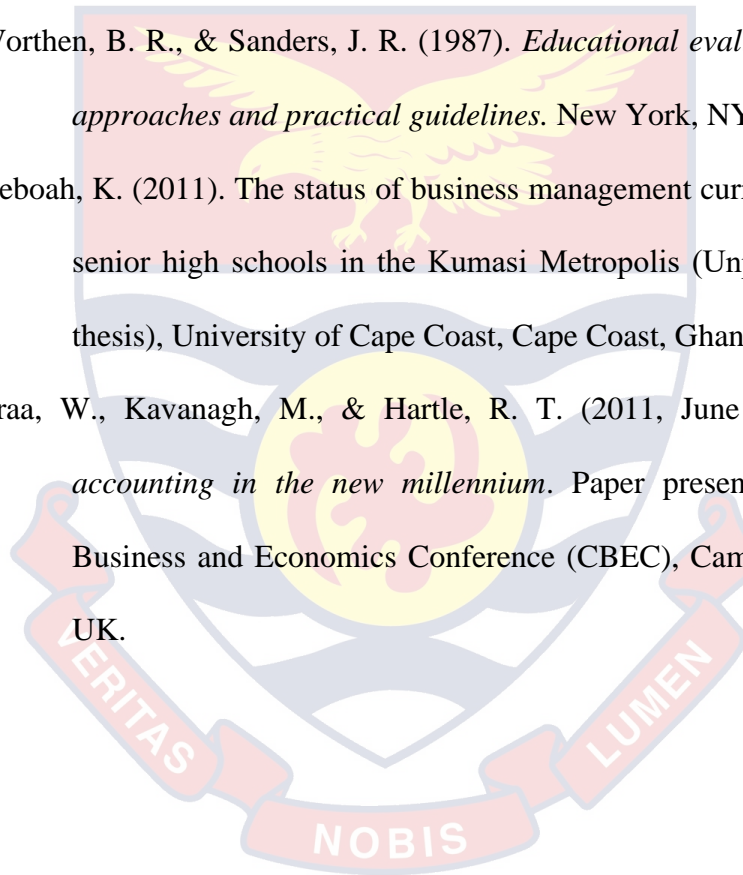 Worthen, B. R., & Sanders, J. R. (1987). Educational eval
approaches and practical guidelines. New York, NY
eboah, K. (2011). The status of business management curr
senior high schools in the Kumasi Metropolis (Unp
thesis), University of Cape Coast, Cape Coast, Ghan
raa, W., Kavanagh, M., & Hartle, R. T. (2011, June
accounting in the new millennium. Paper presen
Business and Economics Conference (CBEC), Cam
UK.
VERITAS
NOBIS
LUMEN